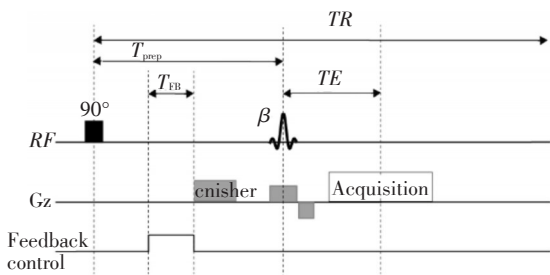 TR
T_prep
T_FB
TE
90°
β
RF
cnisher
Acquisition
Gz
Feedback
control